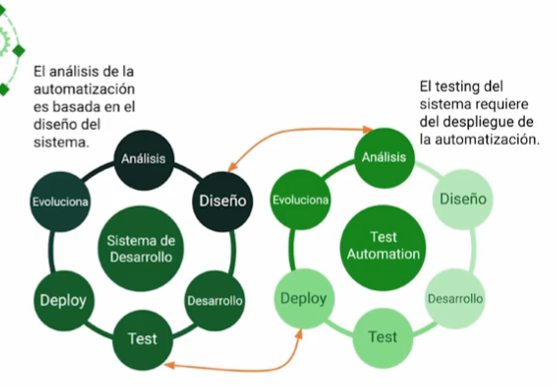 El análisis de la
automatización
es basada en el
diseño del
sistema.
El testing del
sistema requiere
del despliegue de
la automatización.
Análisis
Diseño
Desarrollo
Test
Deploy
Evoluciona
Sistema de
Desarrollo
Análisis
Diseño
Desarrollo
Test
Deploy
Evoluciona
Test
Automation